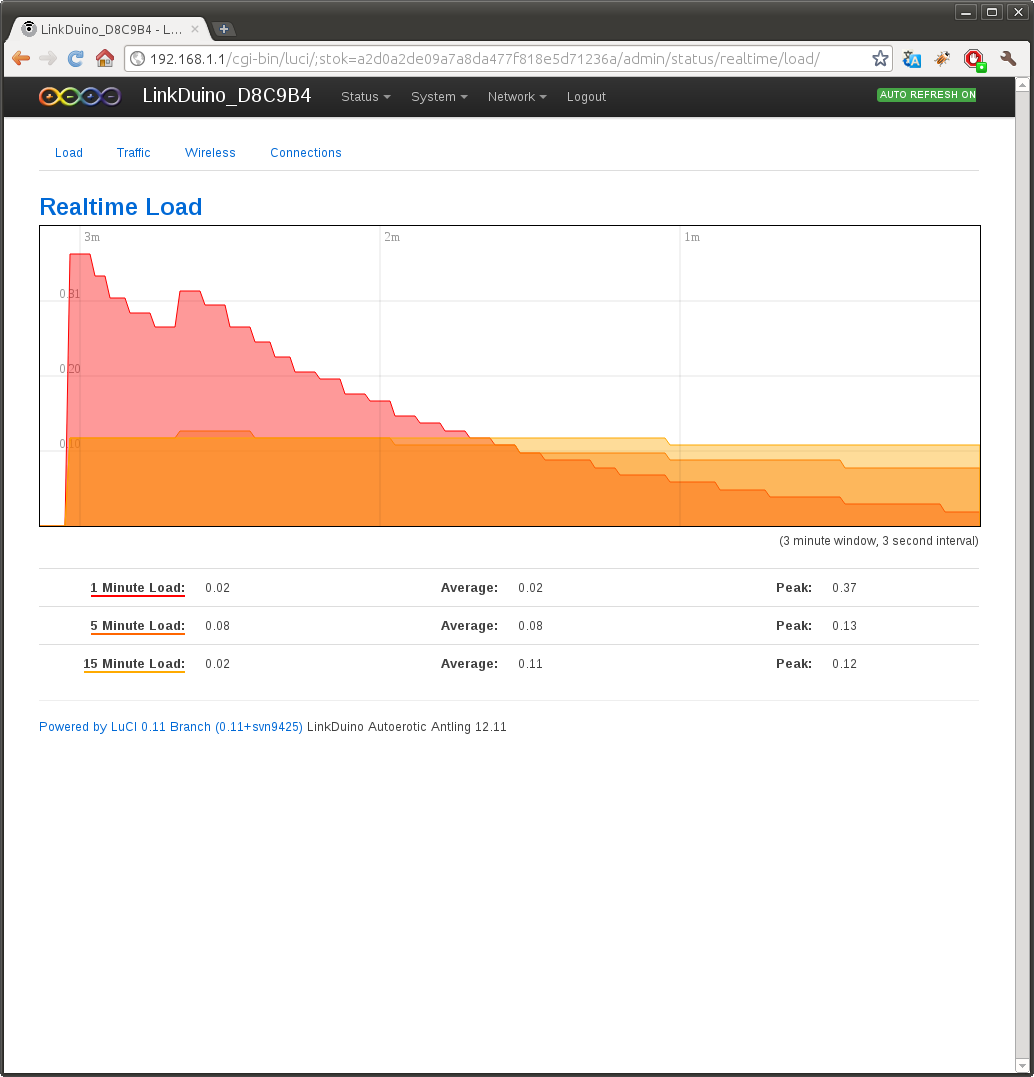 LinkDuino_D8C9B4 - L...
192.168.1.1/cgi-bin/luci/;stok=a2d0a2de09a7a8da477f818e5d71236a/admin/status/realtime/load/
LinkDuino_D8C9B4 Status System Network Logout AUTO REFRESH ON
Load Traffic Wireless Connections
Realtime Load
3m 2m 1m
0.31
0.20
0.10
(3 minute window, 3 second interval)
1 Minute Load: 0.02 Average: 0.02 Peak: 0.37
5 Minute Load: 0.08 Average: 0.08 Peak: 0.13
15 Minute Load: 0.02 Average: 0.11 Peak: 0.12
Powered by LuCI 0.11 Branch (0.11+svn9425) LinkDuino Autoerotic Antling 12.11